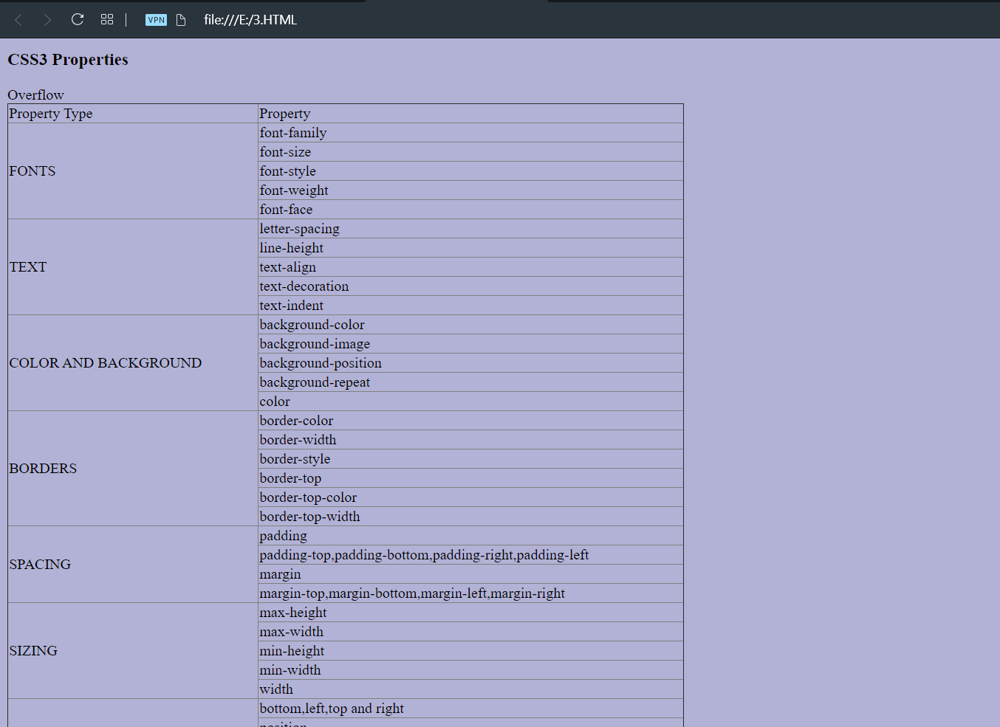 VPN file:///E:/3.HTML
CSS3 Properties
Overflow
Property Type Property
font-family
font-size
FONTS font-style
font-weight
font-face
letter-spacing
line-height
TEXT text-align
text-decoration
text-indent
background-color
background-image
COLOR AND BACKGROUND background-position
background-repeat
color
border-color
border-width
border-style
BORDERS
border-top
border-top-color
border-top-width
padding
padding-top,padding-bottom,padding-right,padding-left
SPACING
margin
margin-top,margin-bottom,margin-left,margin-right
max-height
max-width
SIZING min-height
min-width
width
bottom,left,top and right
position